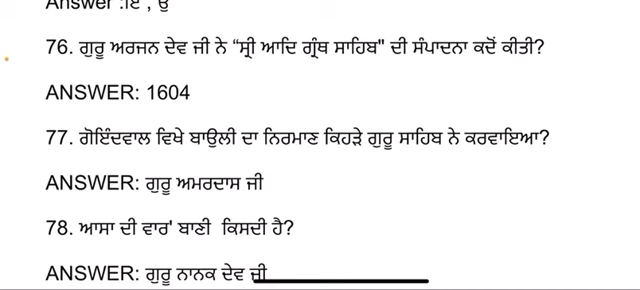 Answer :ੲ , ੳ
76. ਗੁਰੂ ਅਰਜਨ ਦੇਵ ਜੀ ਨੇ “ਸ੍ਰੀ ਆਦਿ ਗ੍ਰੰਥ ਸਾਹਿਬ" ਦੀ ਸੰਪਾਦਨਾ ਕਦੋਂ ਕੀਤੀ?
ANSWER: 1604
77. ਗੋਇੰਦਵਾਲ ਵਿਖੇ ਬਾਉਲੀ ਦਾ ਨਿਰਮਾਣ ਕਿਹੜੇ ਗੁਰੂ ਸਾਹਿਬ ਨੇ ਕਰਵਾਇਆ?
ANSWER: ਗੁਰੂ ਅਮਰਦਾਸ ਜੀ
78. ਆਸਾ ਦੀ ਵਾਰ' ਬਾਣੀ ਕਿਸਦੀ ਹੈ?
ANSWER: ਗੁਰੂ ਨਾਨਕ ਦੇਵ ਜੀ